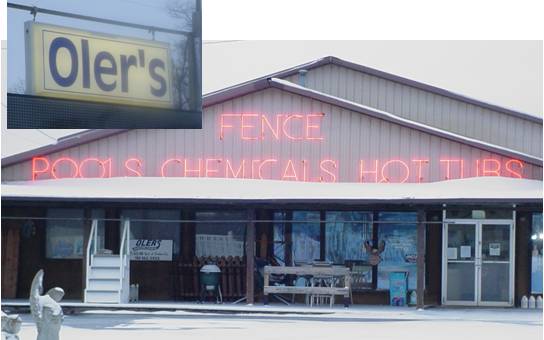 Oler's
FENCE
POOLS CHEMICALS HOT TUBS
OLER'S